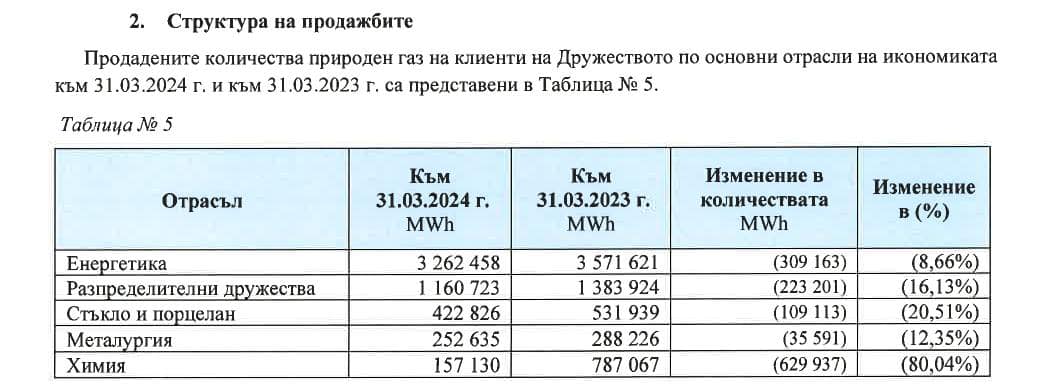 2. Структура на продажбите
Продадените количества природен газ на клиенти на Дружеството по основни отрасли на икономиката
към 31.03.2024 г. и към 31.03.2023 г. са представени в Таблица № 5.
Таблица № 5
Отрасъл | Към 31.03.2024 г. MWh | Към 31.03.2023 г. MWh | Изменение в количествата MWh | Изменение в (%)
Енергетика | 3 262 458 | 3 571 621 | (309 163) | (8,66%)
Разпределителни дружества | 1 160 723 | 1 383 924 | (223 201) | (16,13%)
Стъкло и порцелан | 422 826 | 531 939 | (109 113) | (20,51%)
Металургия | 252 635 | 288 226 | (35 591) | (12,35%)
Химия | 157 130 | 787 067 | (629 937) | (80,04%)